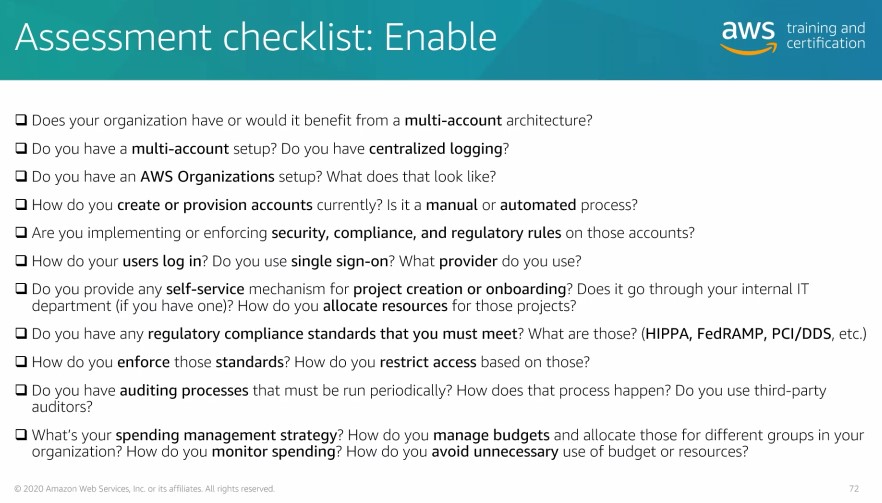 Assessment checklist: Enable
aws training and
certification
Does your organization have or would it benefit from a multi-account architecture?
Do you have a multi-account setup? Do you have centralized logging?
Do you have an AWS Organizations setup? What does that look like?
How do you create or provision accounts currently? Is it a manual or automated process?
Are you implementing or enforcing security, compliance, and regulatory rules on those accounts?
How do your users log in? Do you use single sign-on? What provider do you use?
Do you provide any self-service mechanism for project creation or onboarding? Does it go through your internal IT
department (if you have one)? How do you allocate resources for those projects?
Do you have any regulatory compliance standards that you must meet? What are those? (HIPPA, FedRAMP, PCI/DDS, etc.)
How do you enforce those standards? How do you restrict access based on those?
Do you have auditing processes that must be run periodically? How does that process happen? Do you use third-party
auditors?
What's your spending management strategy? How do you manage budgets and allocate those for different groups in your
organization? How do you monitor spending? How do you avoid unnecessary use of budget or resources?
© 2020 Amazon Web Services, Inc. or its affiliates. All rights reserved.
72